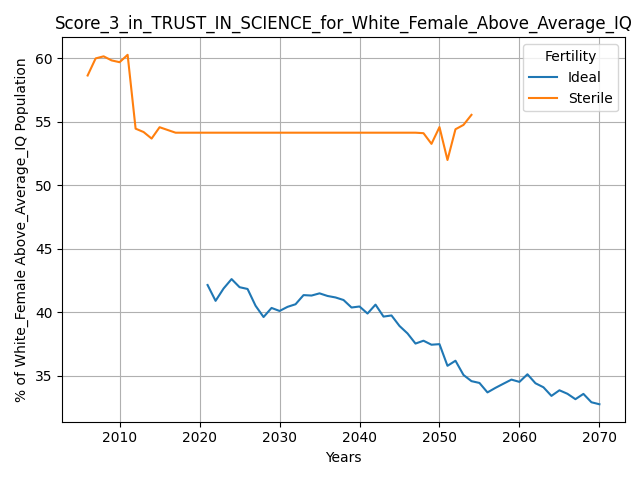 Score_3_in_TRUST_IN_SCIENCE_for_White_Female_Above_Average_IQ
% of White_Female Above_Average_IQ Population
60
55
50
45
40
35
Fertility
Ideal
Sterile
2010 2020 2030 2040 2050 2060 2070
Years